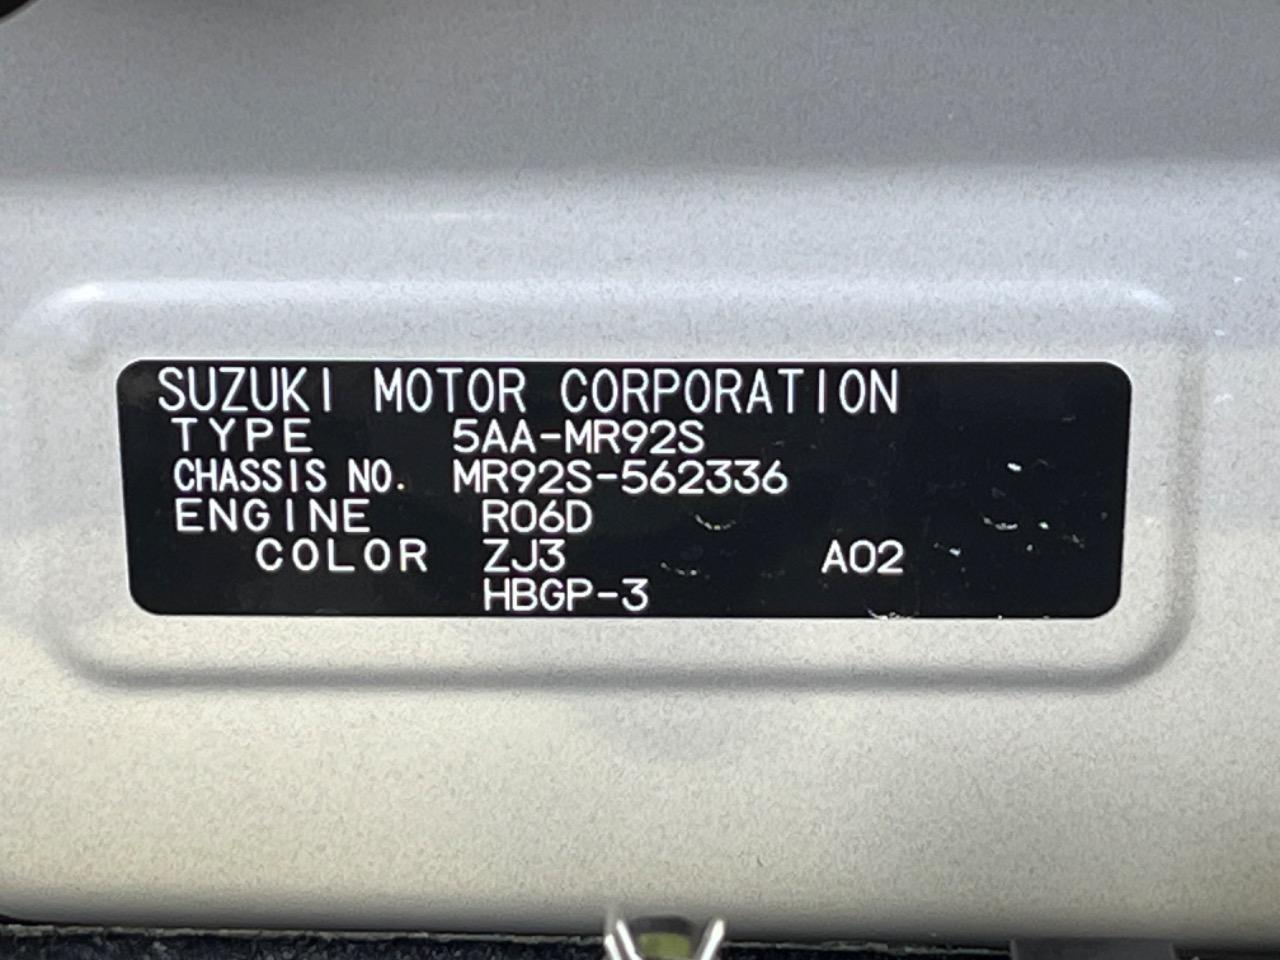 SUZUKI MOTOR CORPORATION
TYPE 5AA-MR92S
CHASSIS NO. MR92S-562336
ENGINE R06D
COLOR ZJ3 A02
HBGP-3